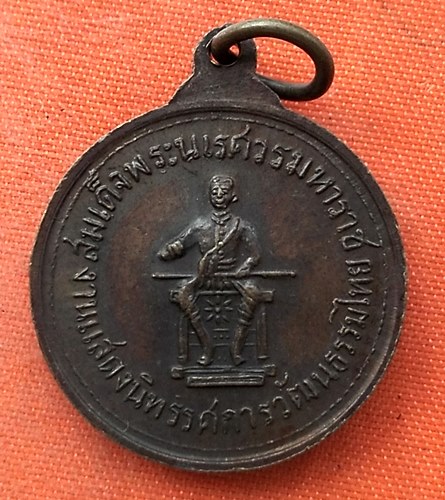 สมเด็จพระนเรศวรมหาราช
งานแสดงนิทรรศการวัฒนธรรมไทย